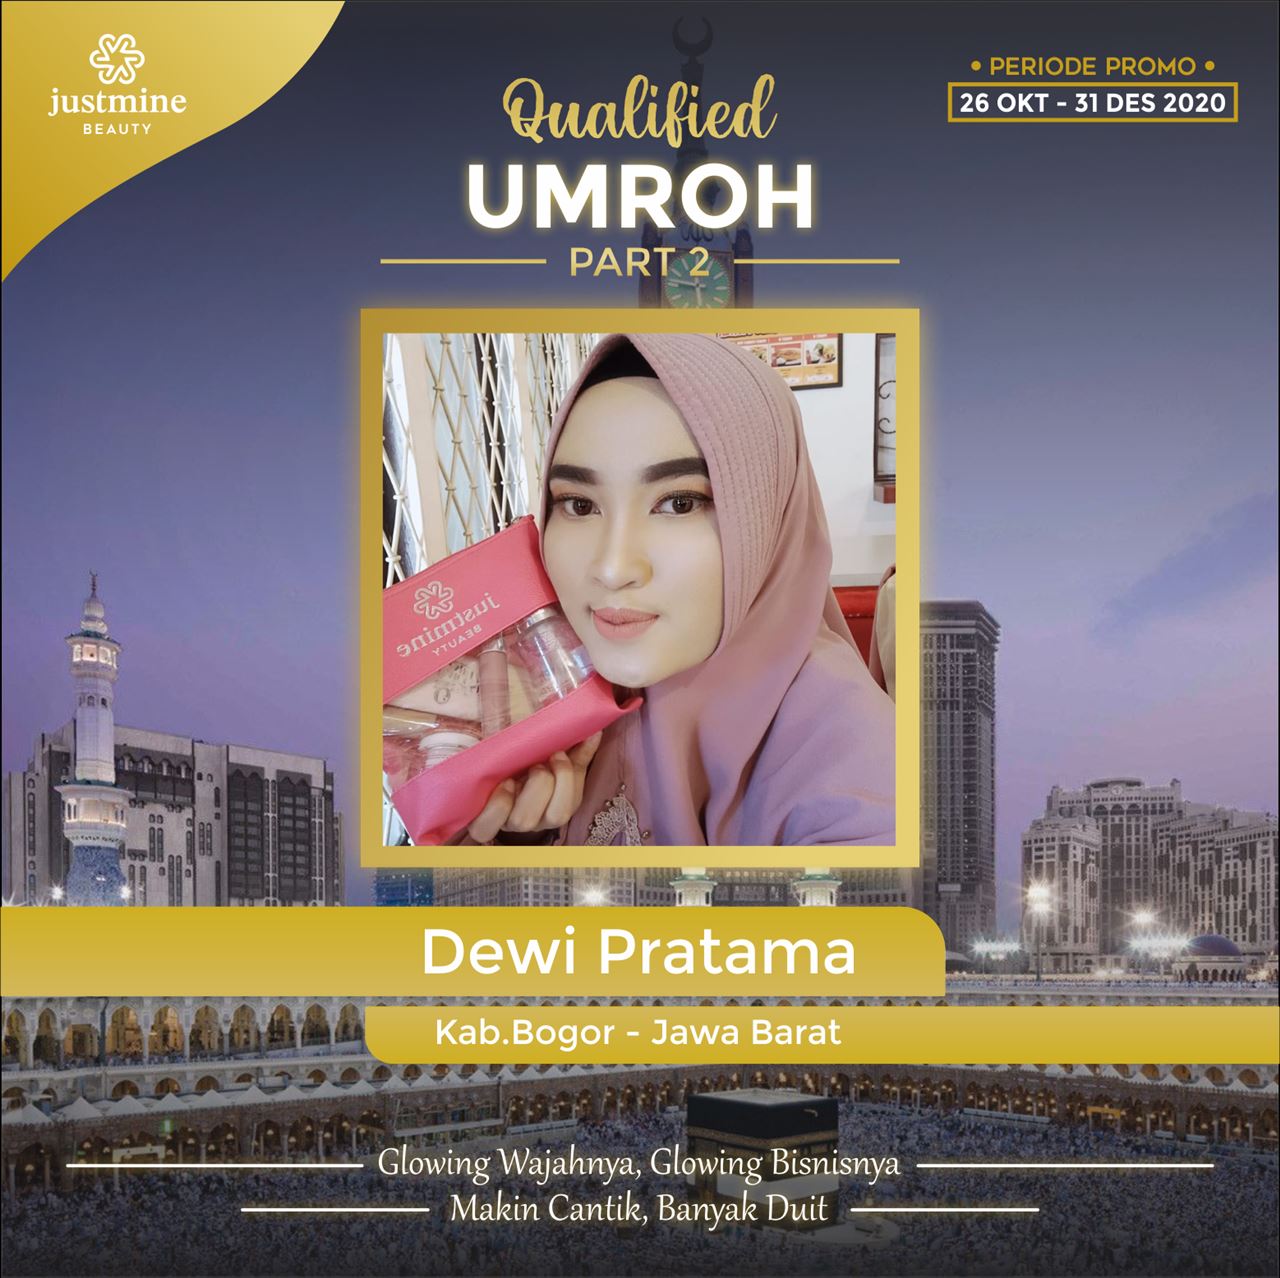 justmine
BEAUTY
• PERIODE PROMO •
26 OKT - 31 DES 2020
Qualified
UMROH
PART 2
justmine
BEAUTY
Dewi Pratama
Kab.Bogor - Jawa Barat
Glowing Wajahnya, Glowing Bisnisnya
Makin Cantik, Banyak Duit